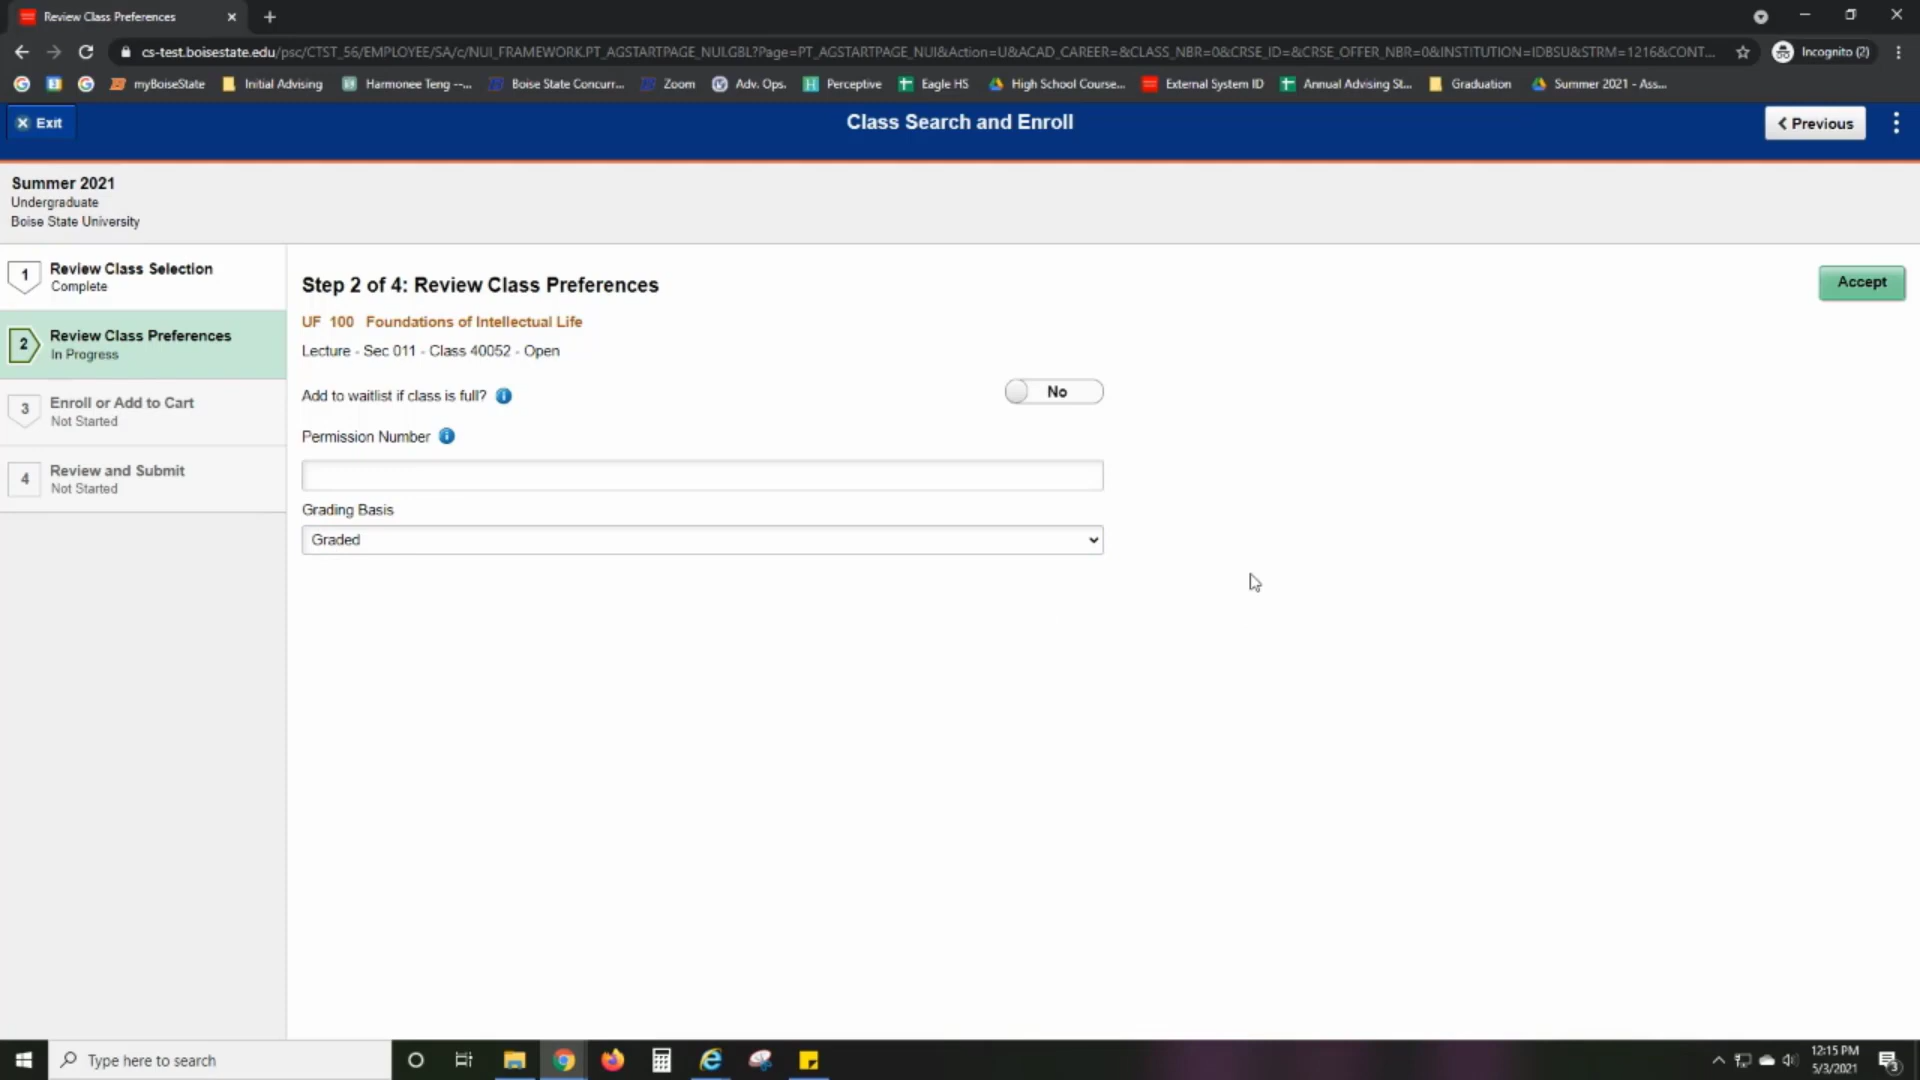 Review Class Preferences
cs-test.boisestate.edu/psc/CTST_56/EMPLOYEE/SA/c/NUI_FRAMEWORK.PT_AGSTARTPAGE_NUI.GBL?Page=PT_AGSTARTPAGE_NUI&Action=U&ACAD_CAREER=&CLASS_NBR=0&CRSE_ID=&CRSE_OFFER_NBR=0&INSTITUTION=IDBSU&STRM=1216&CONT...
Incognito (2)
myBoiseState Initial Advising Harmonee Teng --... Boise State Concurr... Zoom Adv. Ops. Perceptive Eagle HS High School Course... External System ID Annual Advising St... Graduation Summer 2021 - Ass...
Exit
Class Search and Enroll
Previous
Summer 2021
Undergraduate
Boise State University
1 Review Class Selection
Complete
2 Review Class Preferences
In Progress
3 Enroll or Add to Cart
Not Started
4 Review and Submit
Not Started
Step 2 of 4: Review Class Preferences
Accept
UF 100 Foundations of Intellectual Life
Lecture - Sec 011 - Class 40052 - Open
Add to waitlist if class is full?
No
Permission Number
Grading Basis
Graded
Type here to search
12:15 PM
5/3/2021
3